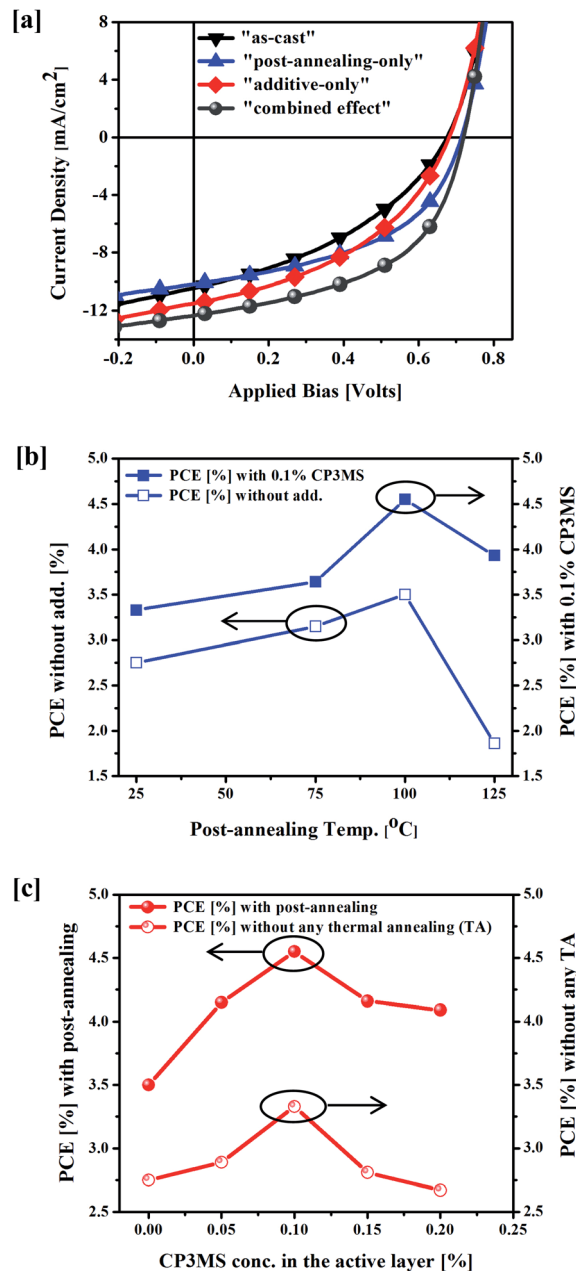 [a]
8
4
0
-4
-8
-12
Current Density [mA/cm²]
"as-cast"
"post-annealing-only"
"additive-only"
"combined effect"
-0.2 0.0 0.2 0.4 0.6 0.8
Applied Bias [Volts]
[b]
5.0 5.0
4.5 4.5
4.0 4.0
3.5 3.5
3.0 3.0
2.5 2.5
2.0 2.0
1.5 1.5
PCE without add. [%]
PCE [%] with 0.1% CP3MS
PCE [%] with 0.1% CP3MS
PCE [%] without add.
25 50 75 100 125
Post-annealing Temp. [°C]
[c]
5.0 5.0
4.5 4.5
4.0 4.0
3.5 3.5
3.0 3.0
2.5 2.5
PCE [%] with post-annealing
PCE [%] without any TA
PCE [%] with post-annealing
PCE [%] without any thermal annealing (TA)
0.00 0.05 0.10 0.15 0.20 0.25
CP3MS conc. in the active layer [%]